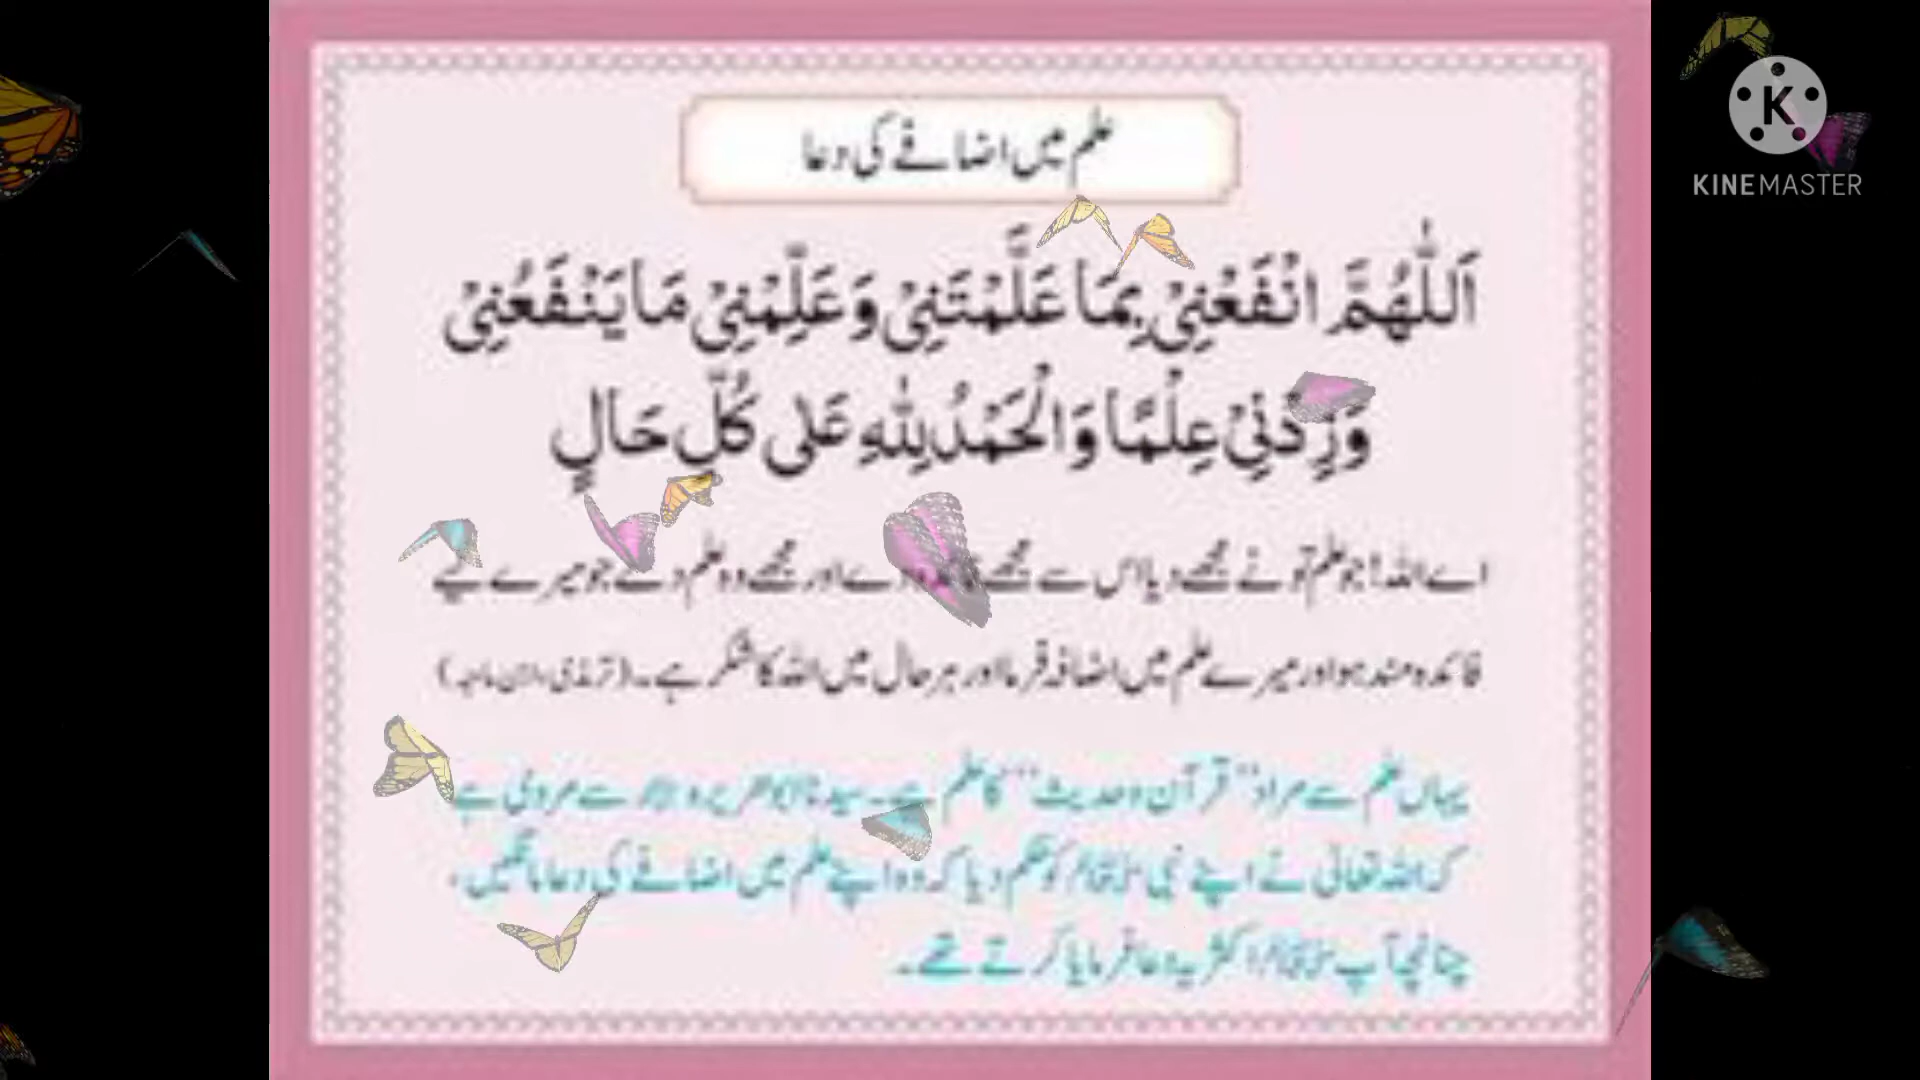 علم میں اضافے کی دعا
اَللّٰهُمَّ انْفَعْنِيْ بِمَا عَلَّمْتَنِيْ وَعَلِّمْنِيْ مَا يَنْفَعُنِيْ
وَزِدْنِيْ عِلْمًا وَالْحَمْدُ لِلّٰهِ عَلٰى كُلِّ حَالٍ
اے اللہ! جو علم تو نے مجھے دیا اس سے مجھے دے اور مجھے وہ علم دے جو میرے لیے
فائدہ مند ہو اور میرے علم میں اضافہ فرما اور ہر حال میں اللہ کا شکر ہے۔ (ترمذی، ابن ماجہ)
یہاں علم سے مراد ”قرآن و حدیث“ کا علم ہے۔ سیدنا ابوہریرہ سے مروی ہے
کہ اللہ تعالیٰ نے اپنے نبی کو حکم دیا کہ وہ اپنے علم میں اضافے کی دعا مانگیں،
چنانچہ آپ اکثر یہ دعا فرمایا کرتے تھے۔
K
KINEMASTER